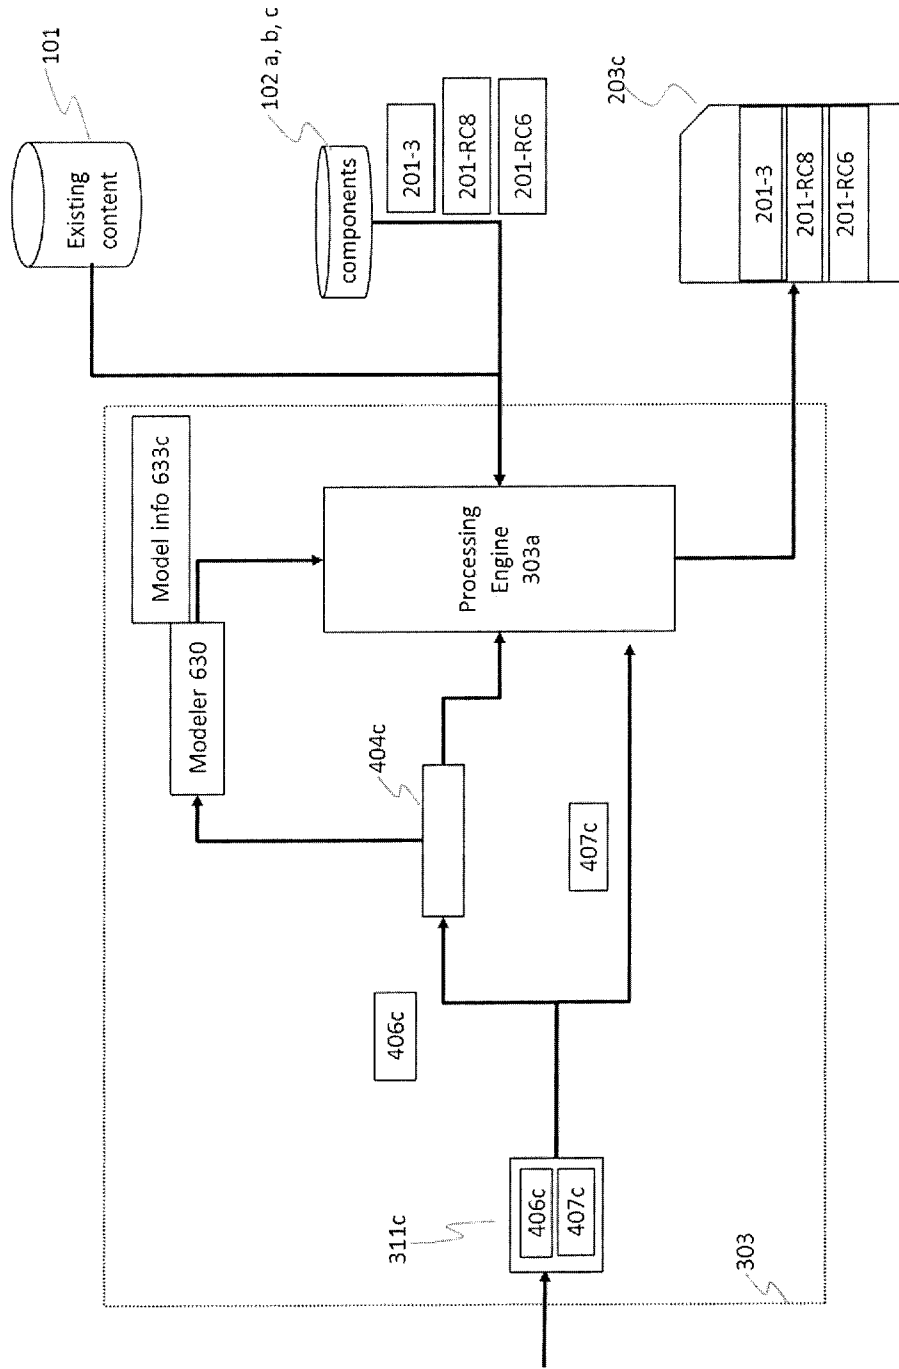 101
Existing
content
102 a, b, c
components
201-3
201-RC8
201-RC6
203c
201-3
201-RC8
201-RC6
Model info 633c
Modeler 630
Processing
Engine
303a
404c
406c
407c
311c
406c
407c
303